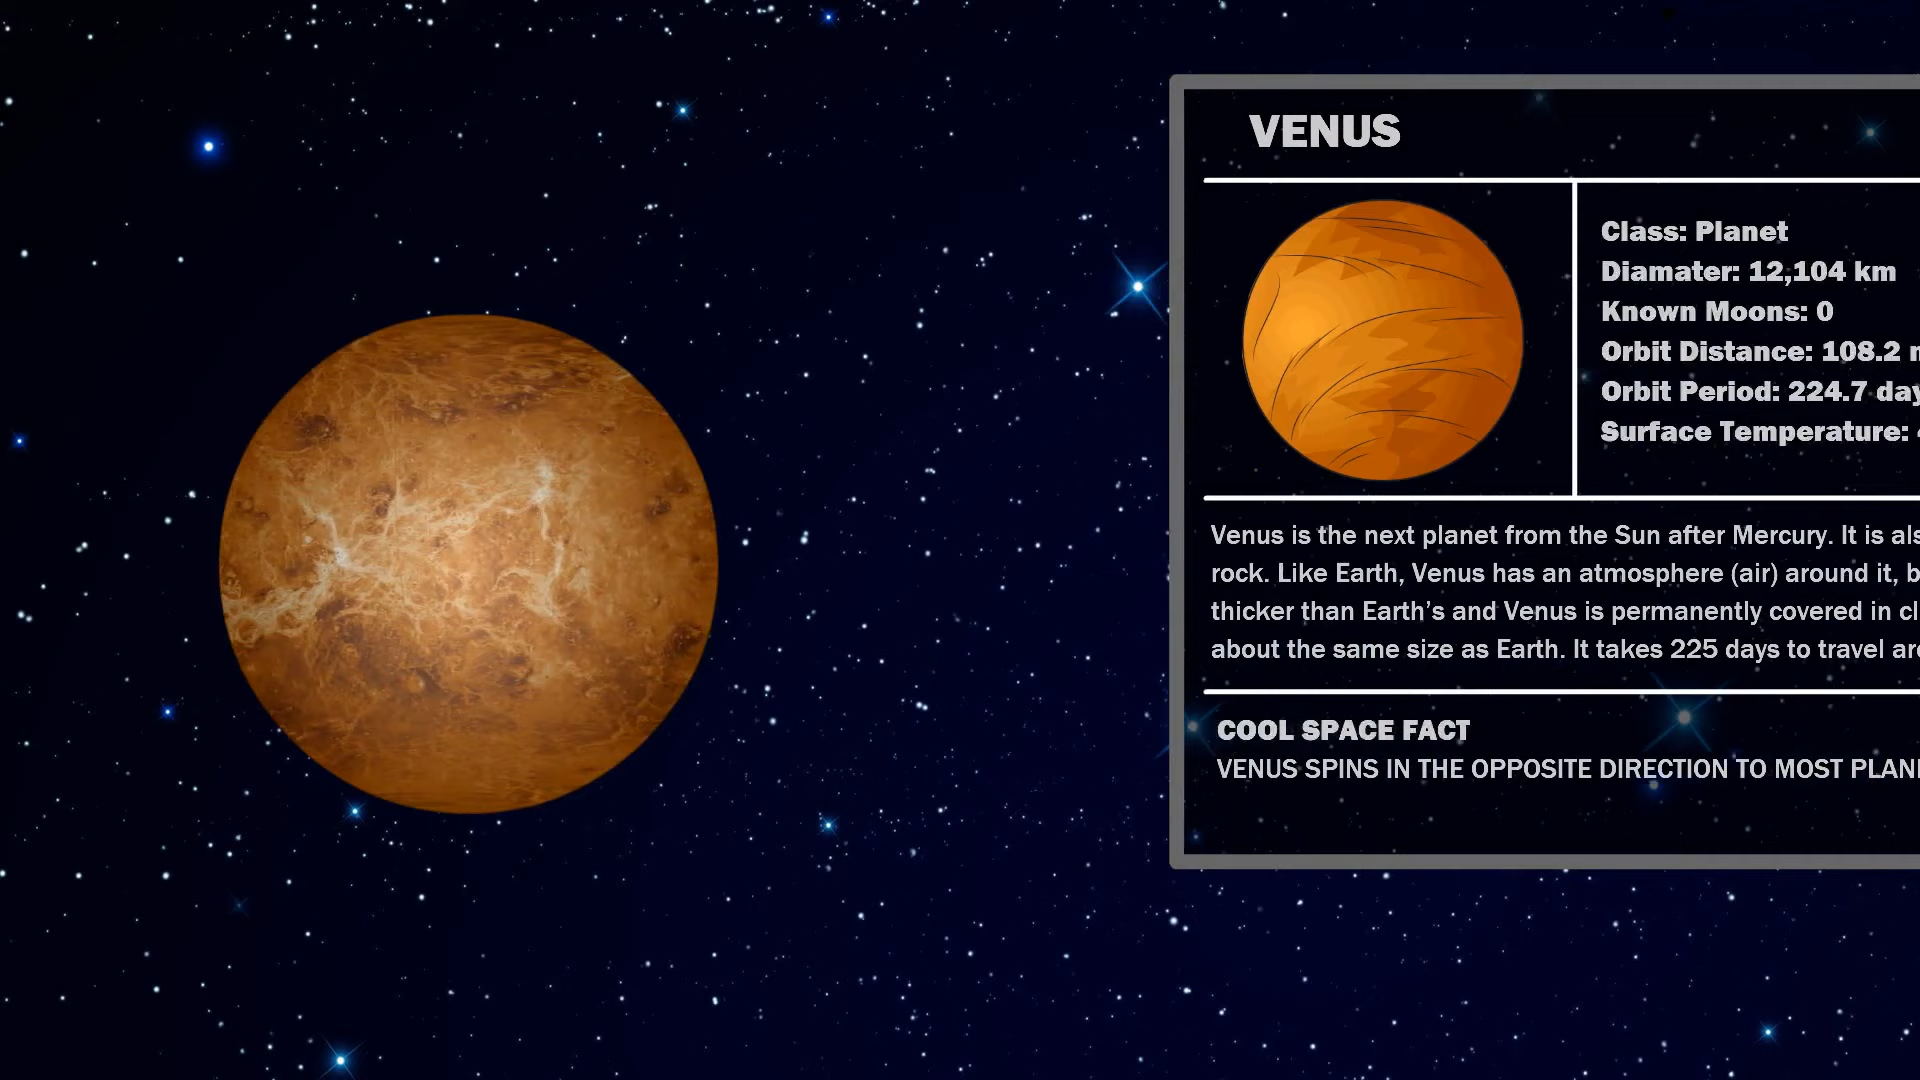 VENUS
Class: Planet
Diamater: 12,104 km
Known Moons: 0
Orbit Distance: 108.2
Orbit Period: 224.7
Surface Temperature:
Venus is the next planet from the Sun after Mercury. It is
rock. Like Earth, Venus has an atmosphere (air) around it,
thicker than Earth’s and Venus is permanently covered in
about the same size as Earth. It takes 225 days to travel
COOL SPACE FACT
VENUS SPINS IN THE OPPOSITE DIRECTION TO MOST